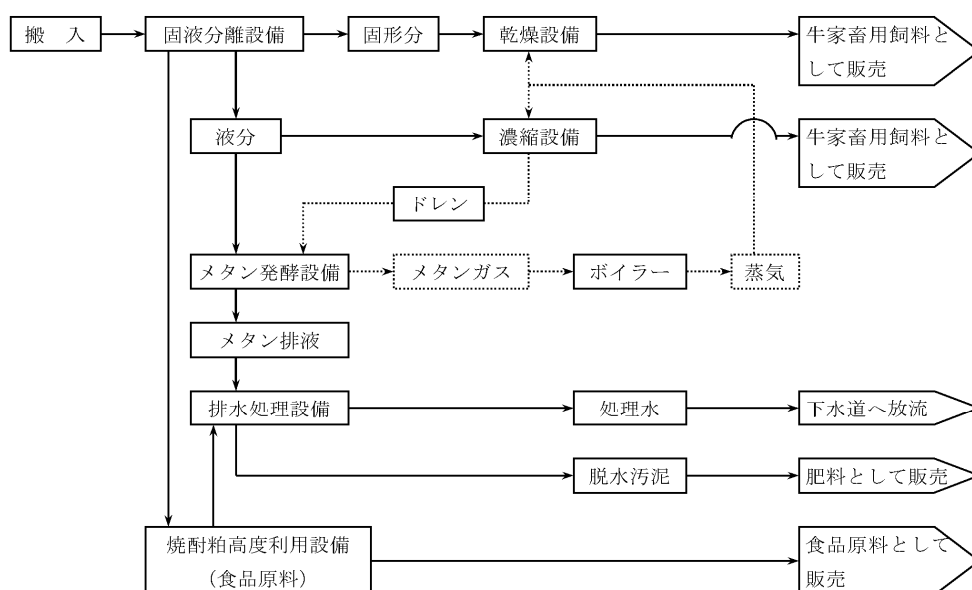 搬　入
固液分離設備
固形分
乾燥設備
牛家畜用飼料と
して販売
液分
濃縮設備
牛家畜用飼料と
して販売
ドレン
メタン発酵設備
メタンガス
ボイラー
蒸気
メタン排液
排水処理設備
処理水
下水道へ放流
脱水汚泥
肥料として販売
焼酎粕高度利用設備
（食品原料）
食品原料として
販売